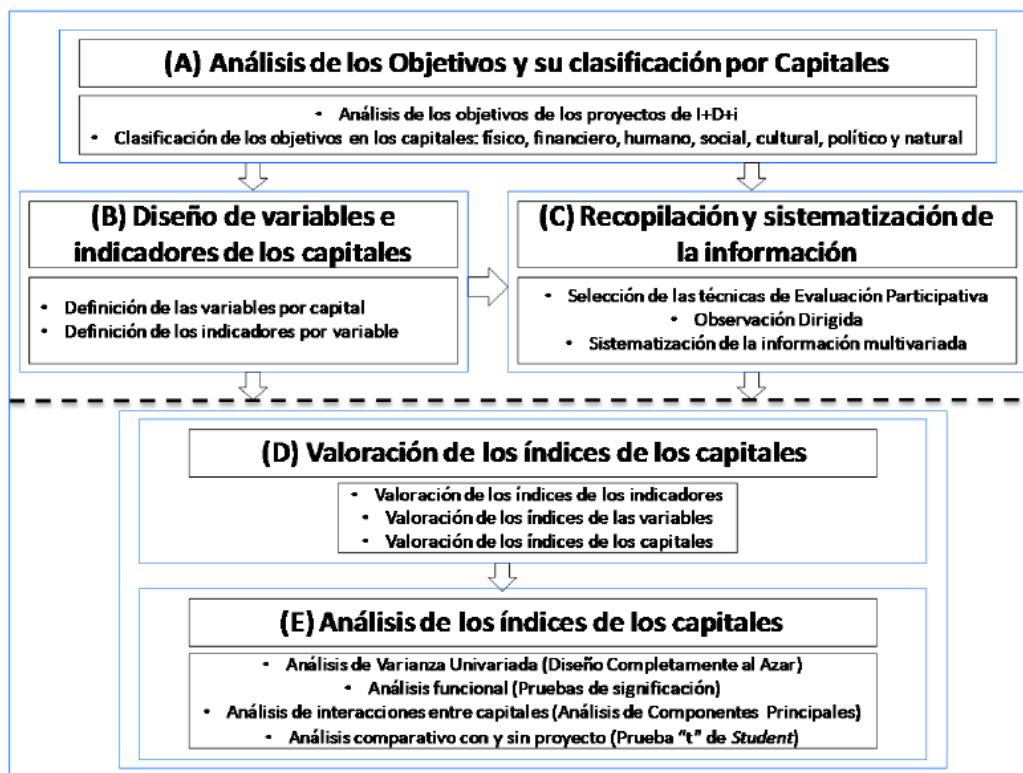 (A) Análisis de los Objetivos y su clasificación por Capitales
• Análisis de los objetivos de los proyectos de I+D+i
• Clasificación de los objetivos en los capitales: físico, financiero, humano, social, cultural, político y natural
(B) Diseño de variables e
indicadores de los capitales
• Definición de las variables por capital
• Definición de los indicadores por variable
(C) Recopilación y sistematización de
la información
• Selección de las técnicas de Evaluación Participativa
• Observación Dirigida
• Sistematización de la información multivariada
(D) Valoración de los índices de los capitales
• Valoración de los índices de los indicadores
• Valoración de los índices de las variables
• Valoración de los índices de los capitales
(E) Análisis de los índices de los capitales
• Análisis de Varianza Univariada (Diseño Completamente al Azar)
• Análisis funcional (Pruebas de significación)
• Análisis de interacciones entre capitales (Análisis de Componentes Principales)
• Análisis comparativo con y sin proyecto (Prueba “t” de Student)